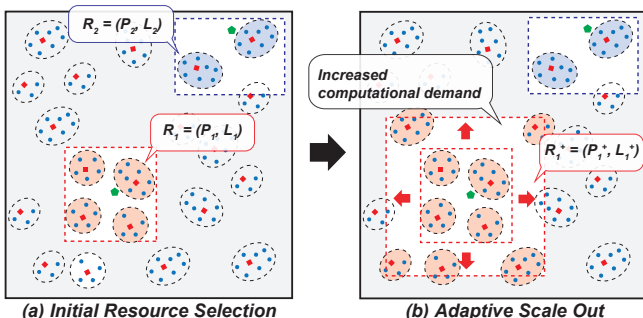 R2 = (P2, L2)
R1 = (P1, L1)
(a) Initial Resource Selection
Increased
computational demand
R1+ = (P1+, L1+)
(b) Adaptive Scale Out